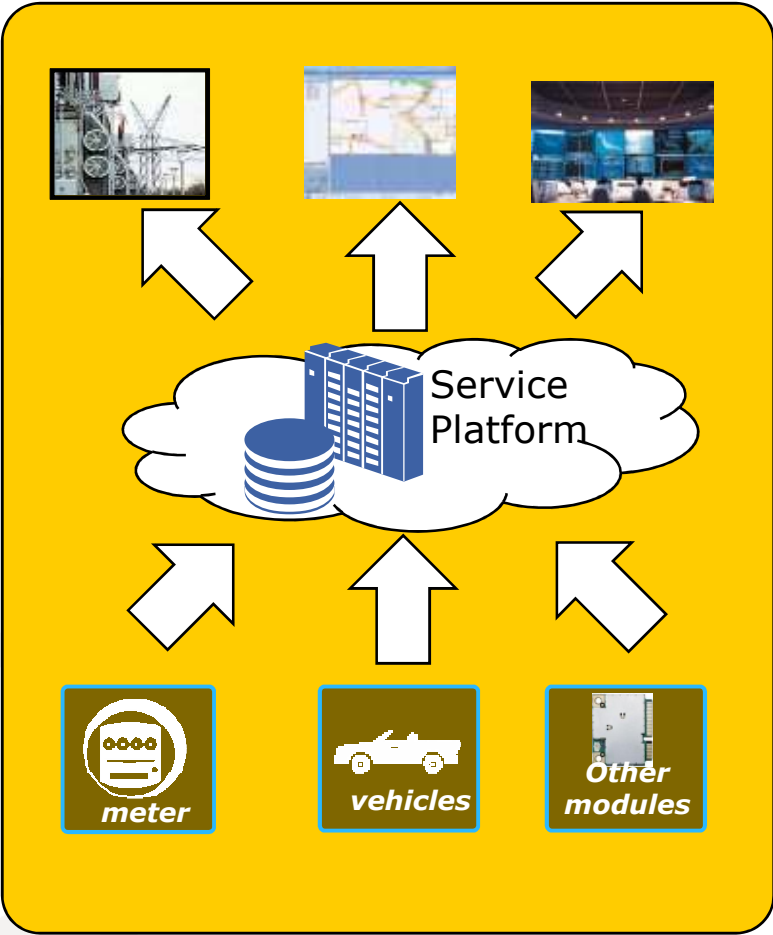 Service
Platform
meter
vehicles
Other
modules